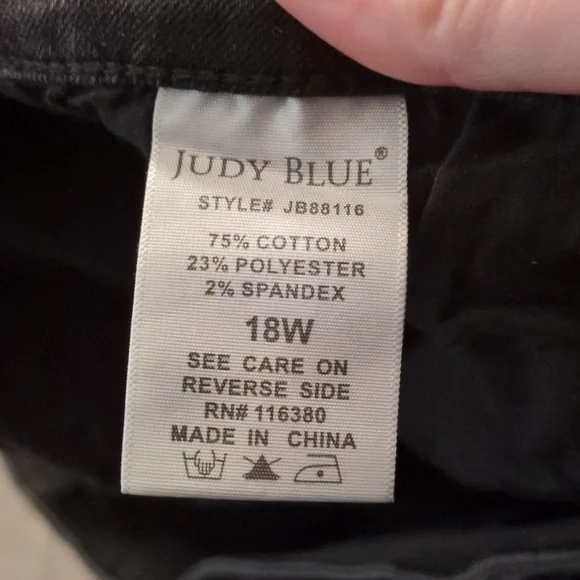 JUDY BLUE®
STYLE# JB88116
75% COTTON
23% POLYESTER
2% SPANDEX
18W
SEE CARE ON
REVERSE SIDE
RN# 116380
MADE IN CHINA